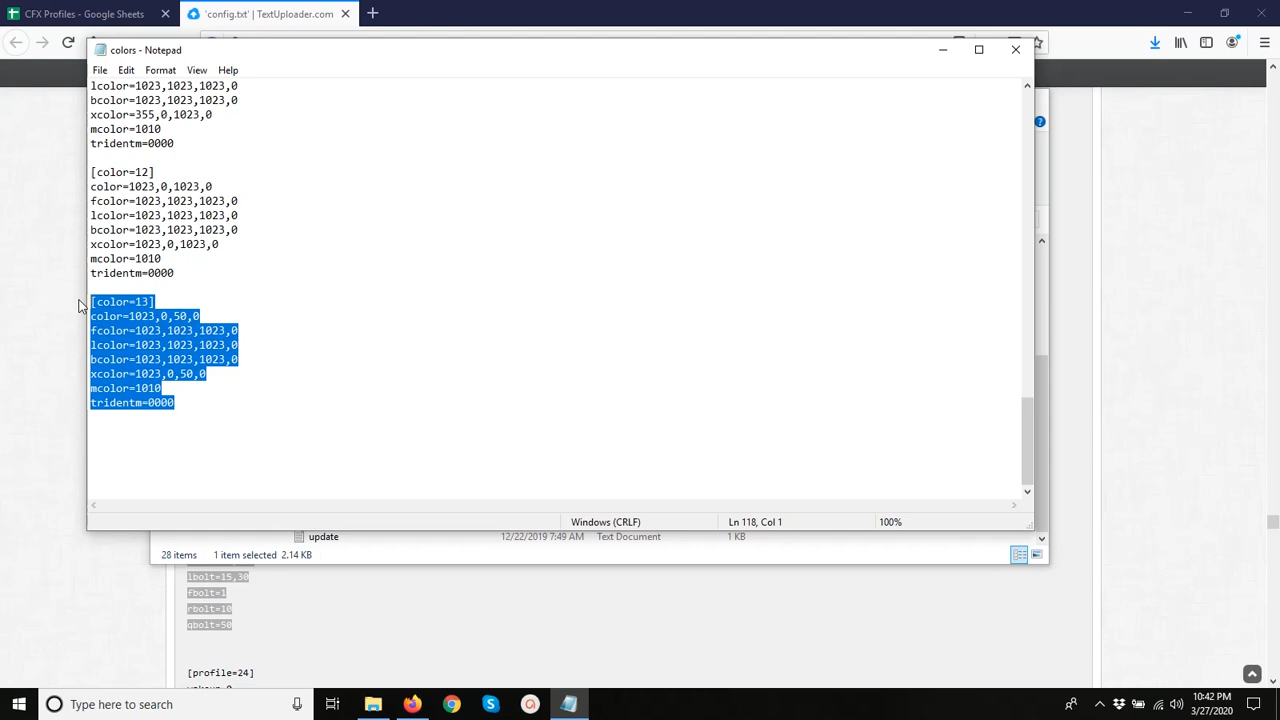 CFX Profiles - Google Sheets
'config.txt' | TextUploader.com
colors - Notepad
File Edit Format View Help
lcolor=1023,1023,1023,0
bcolor=1023,1023,1023,0
xcolor=355,0,1023,0
mcolor=1010
tridentm=0000
[color=12]
color=1023,0,1023,0
fcolor=1023,1023,1023,0
lcolor=1023,1023,1023,0
bcolor=1023,1023,1023,0
xcolor=1023,0,1023,0
mcolor=1010
tridentm=0000
[color=13]
color=1023,0,50,0
fcolor=1023,1023,1023,0
lcolor=1023,1023,1023,0
bcolor=1023,1023,1023,0
xcolor=1023,0,50,0
mcolor=1010
tridentm=0000
Windows (CRLF) Ln 118, Col 1 100%
update 12/22/2019 7:49 AM Text Document 1 KB
28 items 1 item selected 2.14 KB
lbolt=15,30
fbolt=1
rbolt=10
qbolt=50
[profile=24]
Type here to search
10:42 PM
3/27/2020